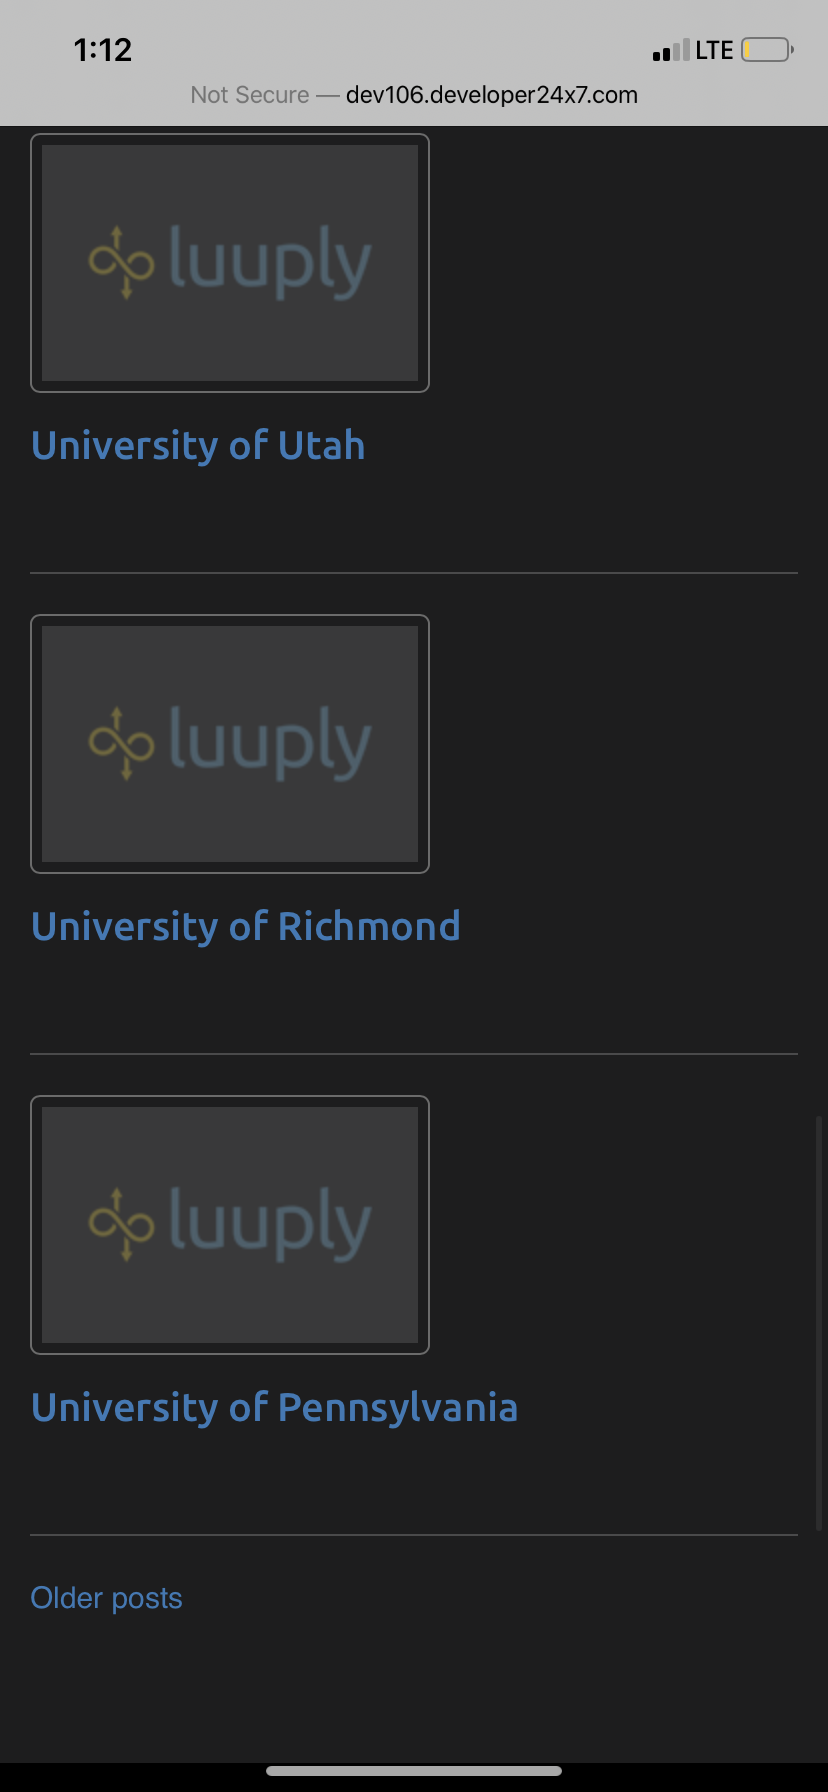 1:12
LTE
Not Secure — dev106.developer24x7.com
luuply
University of Utah
luuply
University of Richmond
luuply
University of Pennsylvania
Older posts